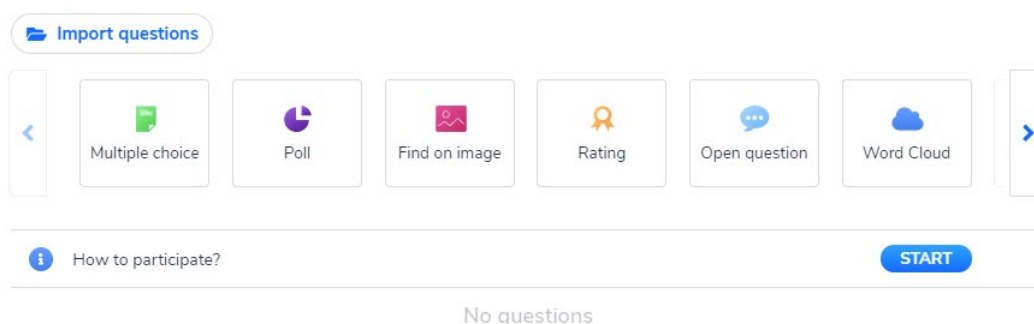 Import questions
Multiple choice
Poll
Find on image
Rating
Open question
Word Cloud
How to participate?
START
No questions